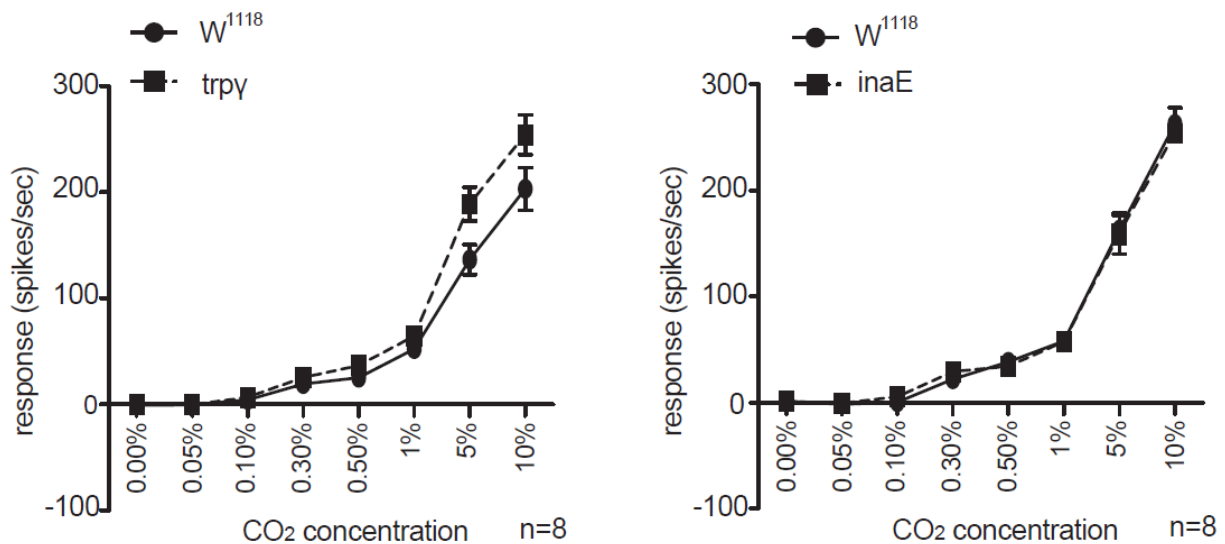 W1118
trpγ
300
200
100
0
-100
response (spikes/sec)
0.00%
0.05%
0.10%
0.30%
0.50%
1%
5%
10%
CO2 concentration
n=8
W1118
inaE
300
200
100
0
-100
response (spikes/sec)
0.00%
0.05%
0.10%
0.30%
0.50%
1%
5%
10%
CO2 concentration
n=8